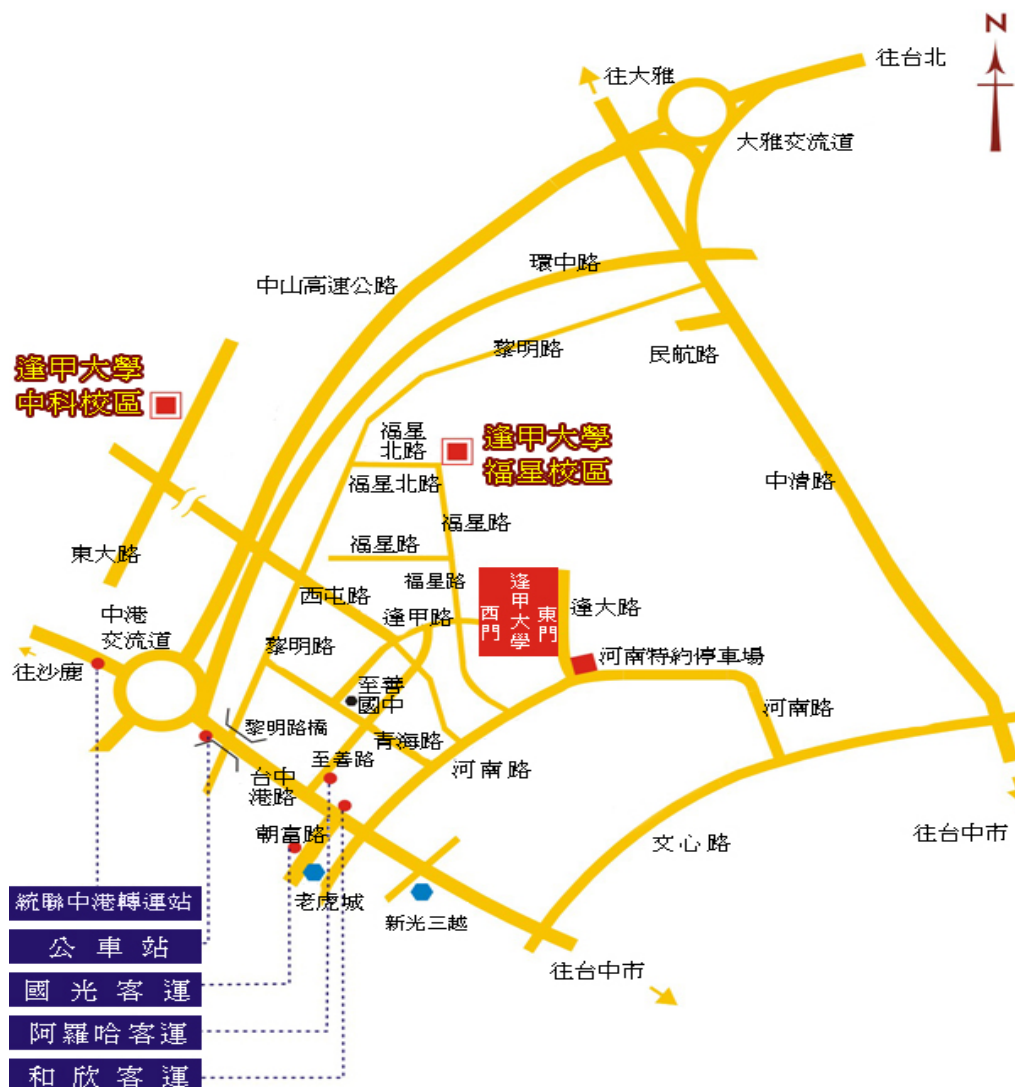 N
往台北
往大雅
大雅交流道
環中路
中山高速公路
黎明路
民航路
逢甲大學
中科校區
福星
北路
逢甲大學
福星校區
福星北路
中清路
福星路
東大路
福星路
福星路
西屯路
逢甲大學
西門
東門
逢大路
中港
交流道
逢甲路
黎明路
河南特約停車場
往沙鹿
至善
國中
河南路
黎明路橋
青海路
至善路
河南路
台中
港路
朝富路
文心路
往台中市
老虎城
新光三越
統聯中港轉運站
公車站
往台中市
國光客運
阿羅哈客運
和欣客運